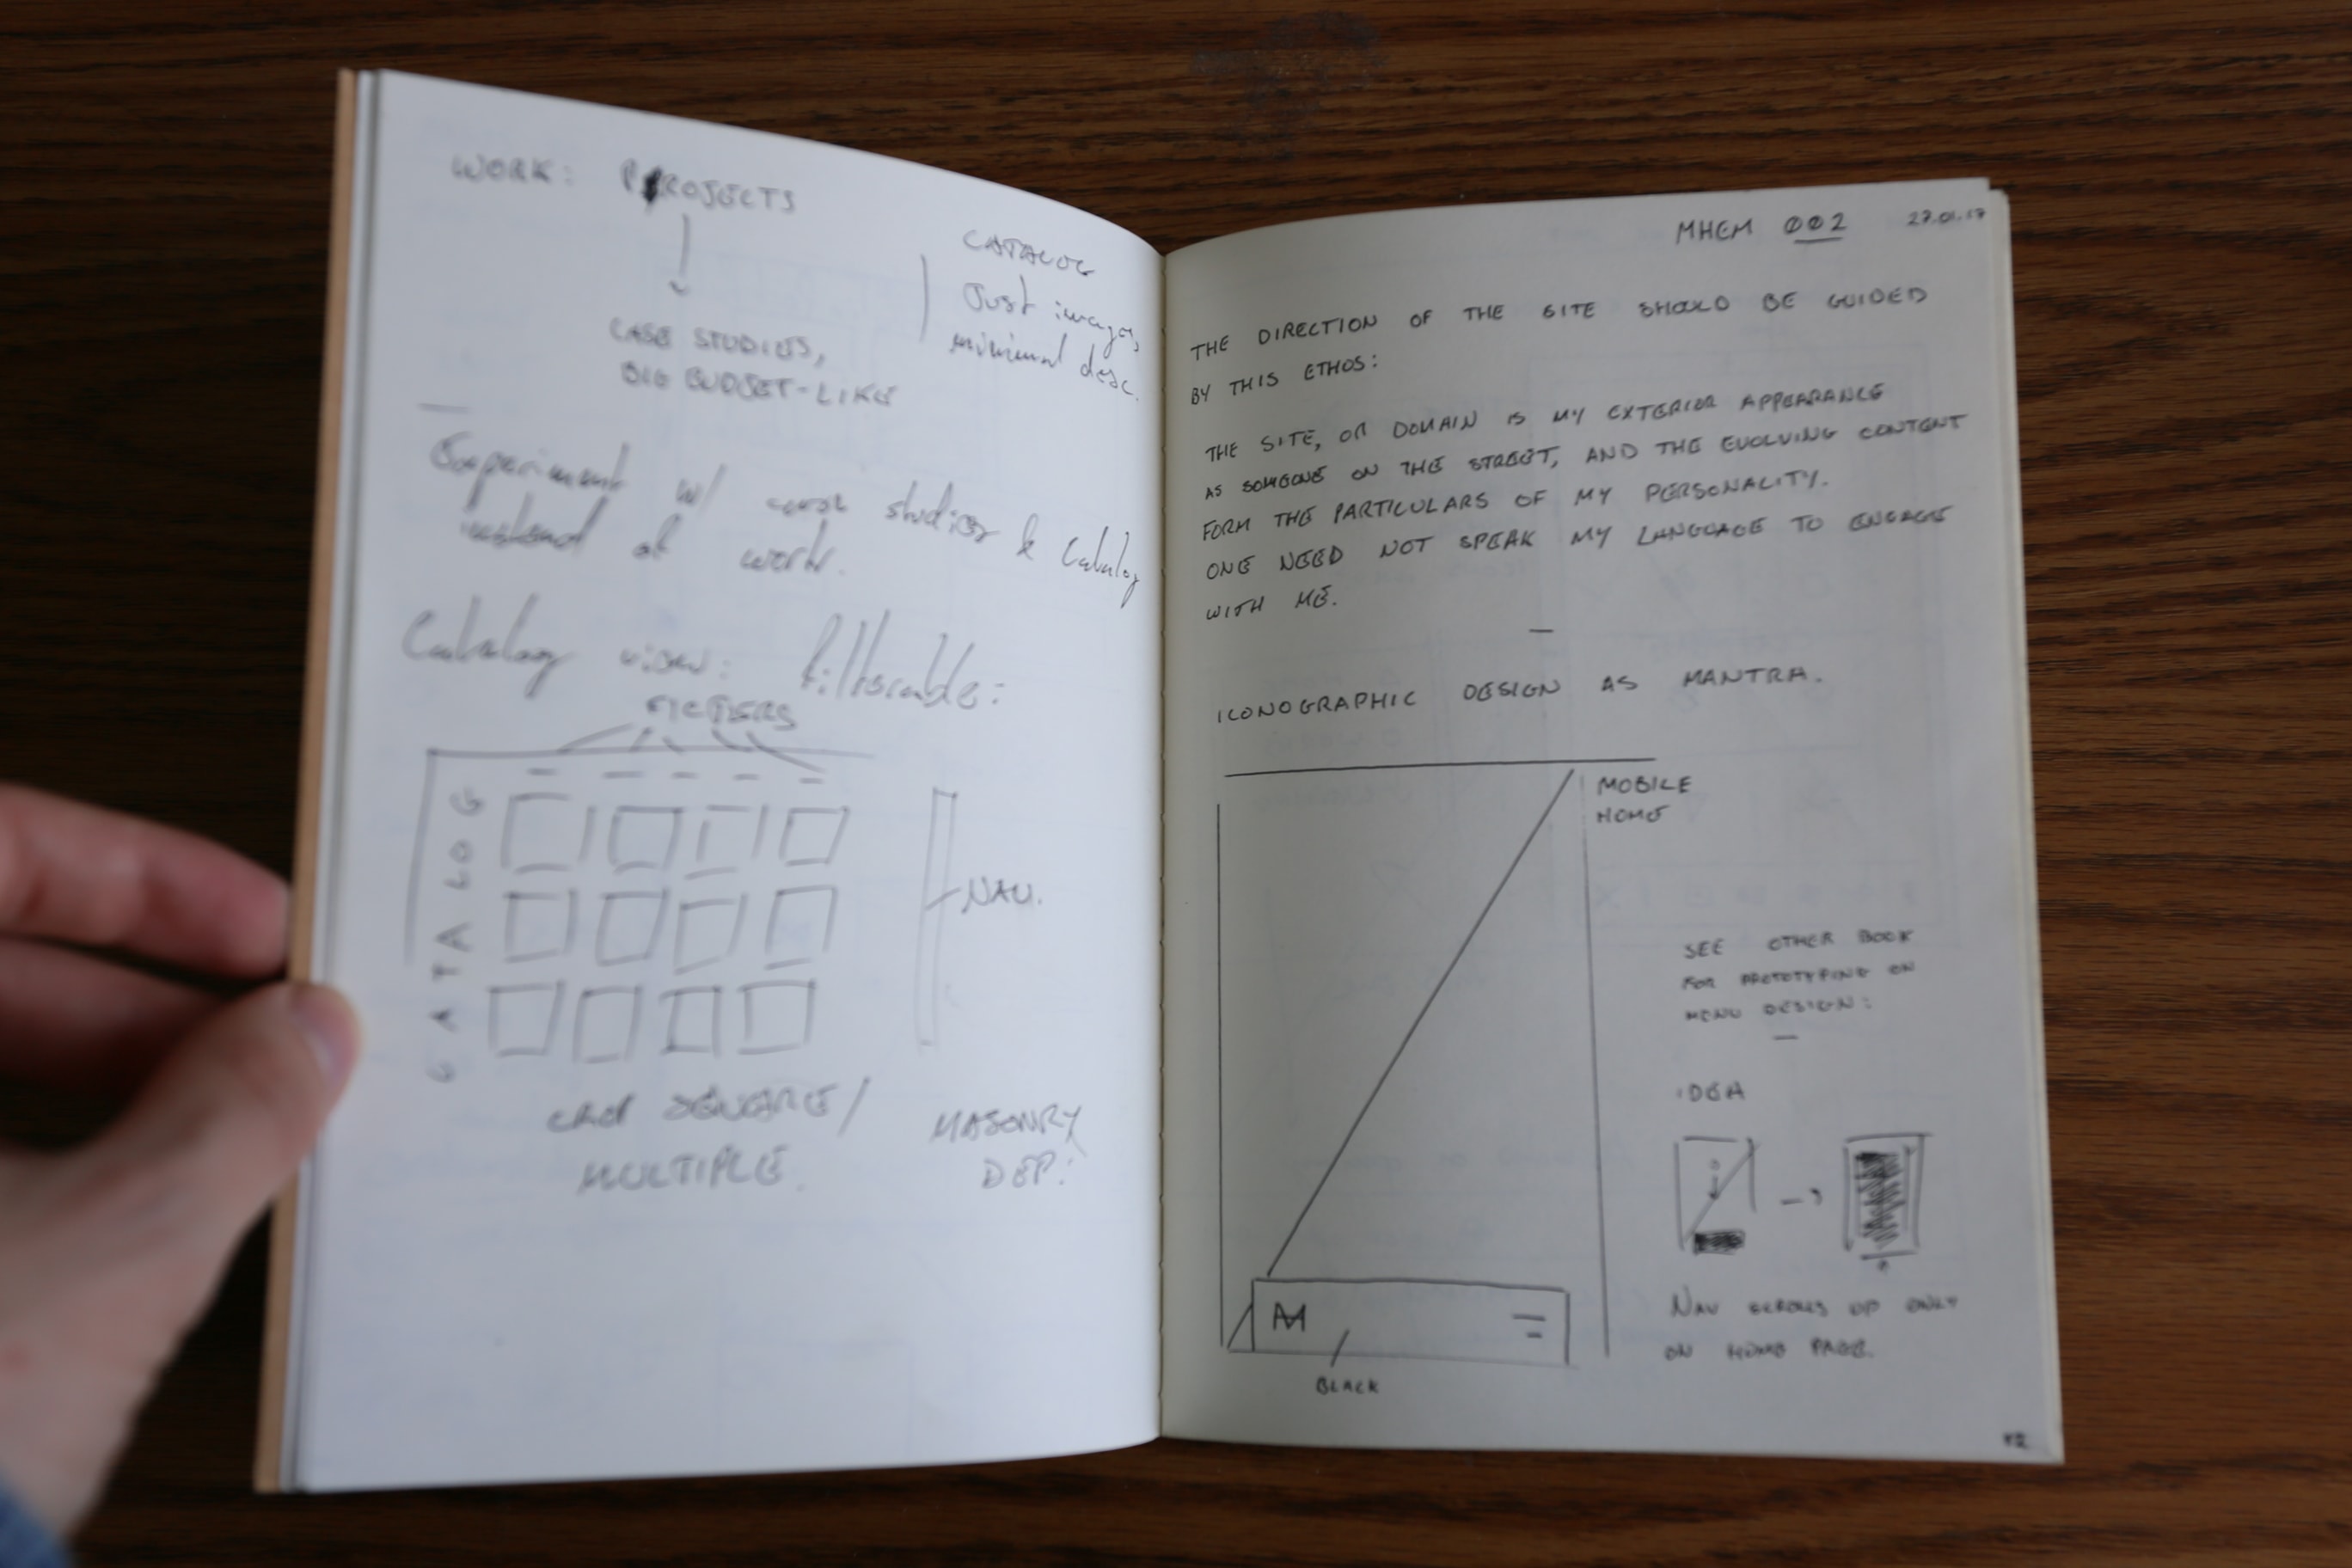 WORK: PROJECTS
CASE STUDIES,
BIG BUDGET-LIKE
CATALOG
Just images,
minimal desc.
Experiment w/ case studies & Catalog
instead of work.
Catalog view: filterable:
FILTERS
CATALOG
NAV.
SQUARE/
MULTIPLE.
MASONRY
DEP.
MHEM 002
27.01.17
THE DIRECTION OF THE SITE SHOULD BE GUIDED
BY THIS ETHOS:
THE SITE, OR DOMAIN IS MY EXTERIOR APPEARANCE
AS SOMEONE ON THE STREET, AND THE EVOLVING CONTENT
FORM THE PARTICULARS OF MY PERSONALITY.
ONE NEED NOT SPEAK MY LANGUAGE TO ENGAGE
WITH ME.
ICONOGRAPHIC DESIGN AS MANTRA.
MOBILE
HOME
SEE OTHER BOOK
FOR PROTOTYPING ON
MENU DESIGN:
IDEA
NAV SCROLLS UP ONLY
ON HOME PAGE.
M
BLACK